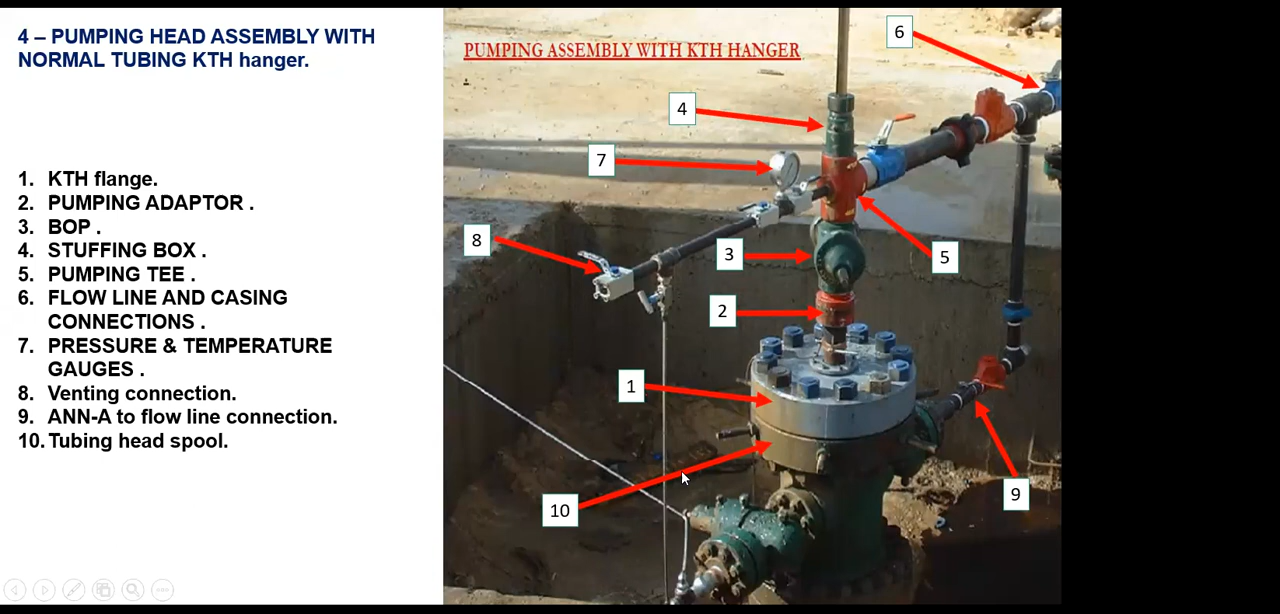 4 – PUMPING HEAD ASSEMBLY WITH
NORMAL TUBING KTH hanger.
1. KTH flange.
2. PUMPING ADAPTOR .
3. BOP .
4. STUFFING BOX .
5. PUMPING TEE .
6. FLOW LINE AND CASING
CONNECTIONS .
7. PRESSURE & TEMPERATURE
GAUGES .
8. Venting connection.
9. ANN-A to flow line connection.
10. Tubing head spool.
PUMPING ASSEMBLY WITH KTH HANGER
6
4
7
8
3
5
2
1
9
10